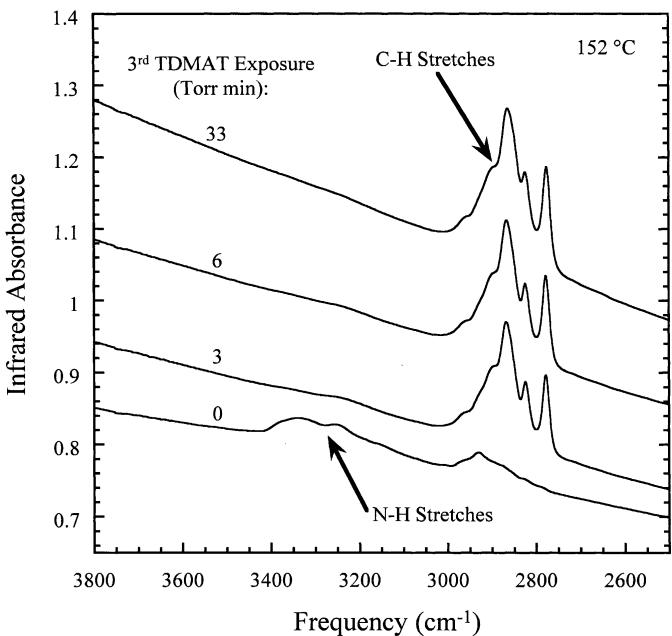 1.4
3rd TDMAT Exposure
(Torr min):
C-H Stretches
152 °C
1.3
33
1.2
1.1
6
1
3
0.9
0
0.8
N-H Stretches
0.7
3800 3600 3400 3200 3000 2800 2600
Infrared Absorbance
Frequency (cm-1)